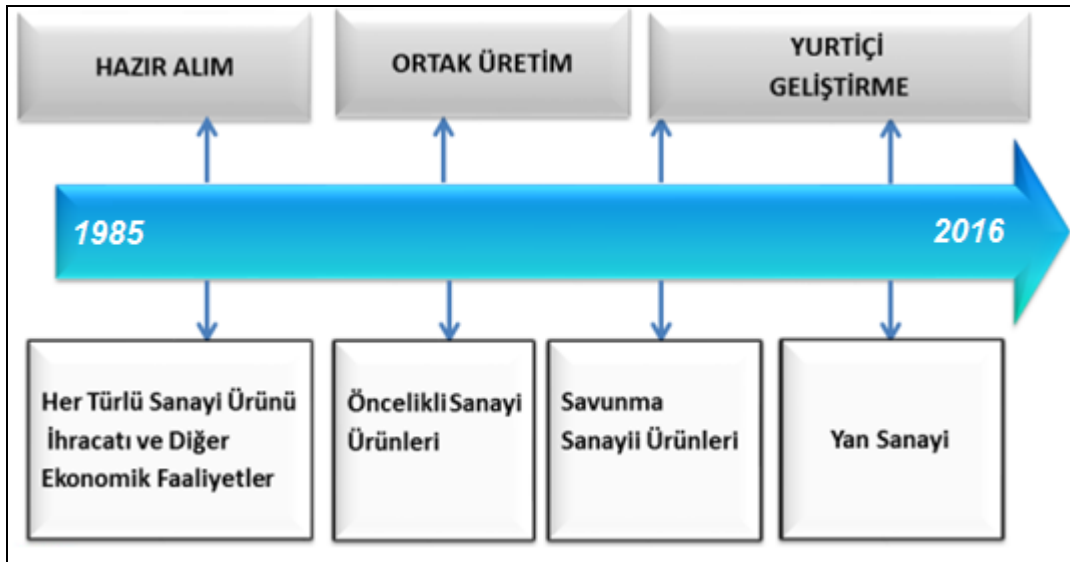 HAZIR ALIM
ORTAK ÜRETİM
YURTİÇİ
GELİŞTİRME
1985
2016
Her Türlü Sanayi Ürünü
İhracatı ve Diğer
Ekonomik Faaliyetler
Öncelikli Sanayi
Ürünleri
Savunma
Sanayii Ürünleri
Yan Sanayi